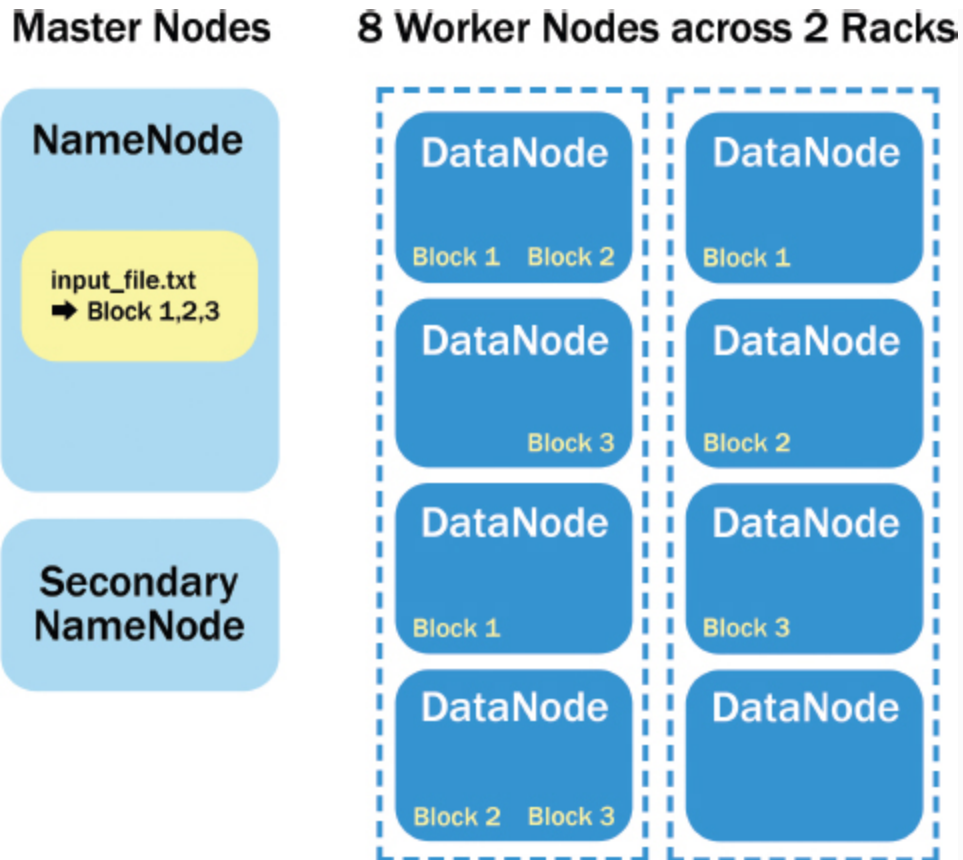 Master Nodes
8 Worker Nodes across 2 Racks
NameNode
input_file.txt
➡ Block 1,2,3
Secondary
NameNode
DataNode
Block 1 Block 2
DataNode
Block 3
DataNode
Block 1
DataNode
Block 2 Block 3
DataNode
Block 1
DataNode
Block 2
DataNode
Block 3
DataNode